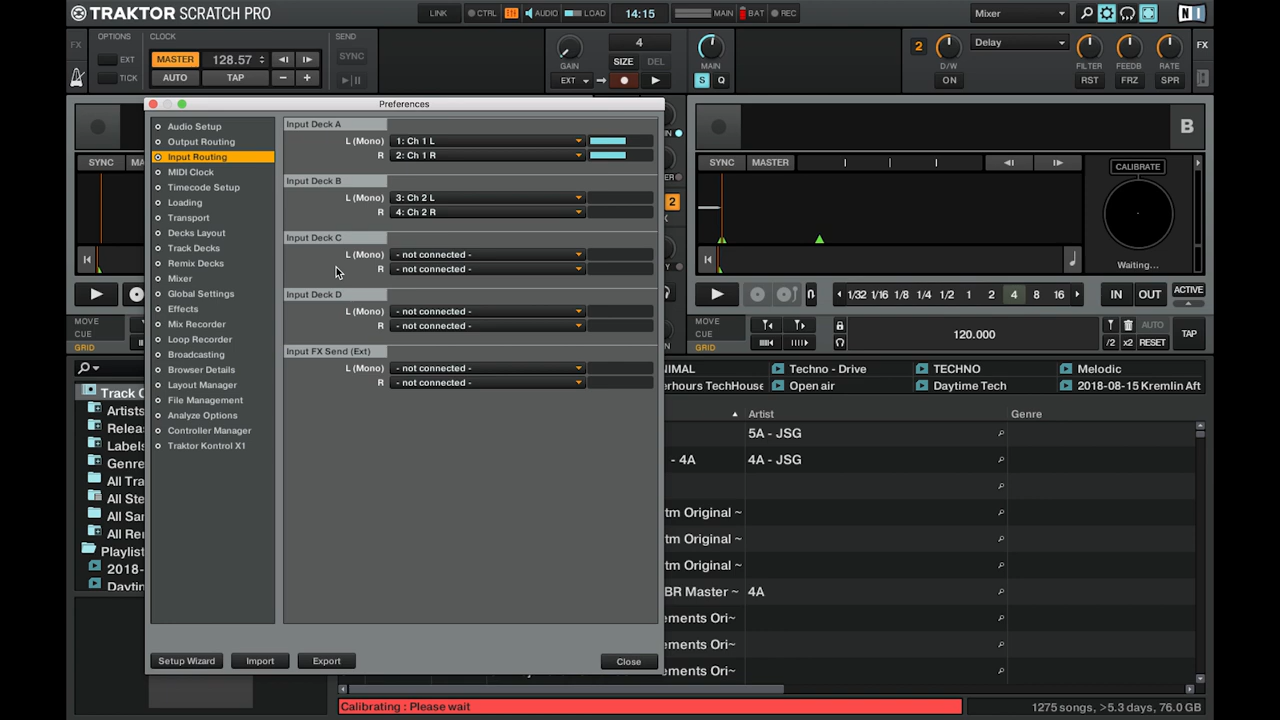 TRAKTOR SCRATCH PRO
LINK
CTRL
AUDIO
LOAD
14:15
MAIN
BAT
REC
Mixer
NI
FX
OPTIONS
CLOCK
SEND
EXT
MASTER
128.57
SYNC
TICK
AUTO
TAP
GAIN
EXT
4
SIZE
DEL
MAIN
S
Q
2
D/W
ON
Delay
FILTER
FEEDB
RATE
RST
FRZ
SPR
FX
Preferences
Audio Setup
Output Routing
Input Routing
MIDI Clock
Timecode Setup
Loading
Transport
Decks Layout
Track Decks
Remix Decks
Mixer
Global Settings
Effects
Mix Recorder
Loop Recorder
Broadcasting
Browser Details
Layout Manager
File Management
Analyze Options
Controller Manager
Traktor Kontrol X1
Input Deck A
L (Mono) 1: Ch 1 L
R 2: Ch 1 R
Input Deck B
L (Mono) 3: Ch 2 L
R 4: Ch 2 R
Input Deck C
L (Mono) - not connected -
R - not connected -
Input Deck D
L (Mono) - not connected -
R - not connected -
Input FX Send (Ext)
L (Mono) - not connected -
R - not connected -
Setup Wizard
Import
Export
Close
SYNC
MOVE
CUE
GRID
B
SYNC
MASTER
CALIBRATE
Waiting...
1/32 1/16 1/8 1/4 1/2 1 2 4 8 16
IN
OUT
ACTIVE
MOVE
CUE
GRID
120.000
AUTO
/2
x2
RESET
TAP
2
NIMAL
Techno - Drive
TECHNO
Melodic
erhours TechHouse
Open air
Daytime Tech
2018-08-15 Kremlin Aft
Artist
Genre
5A - JSG
- 4A
4A - JSG
tm Original ~
tm Original ~
tm Original ~
BR Master ~
4A
ements Ori~
ements Ori~
ements Ori~
Track C
Artists
Relea
Labels
Genre
All Tra
All Ste
All Sa
All Re
Playlist
2018-
Daytin
Calibrating : Please wait
1275 songs, >5.3 days, 76.0 GB